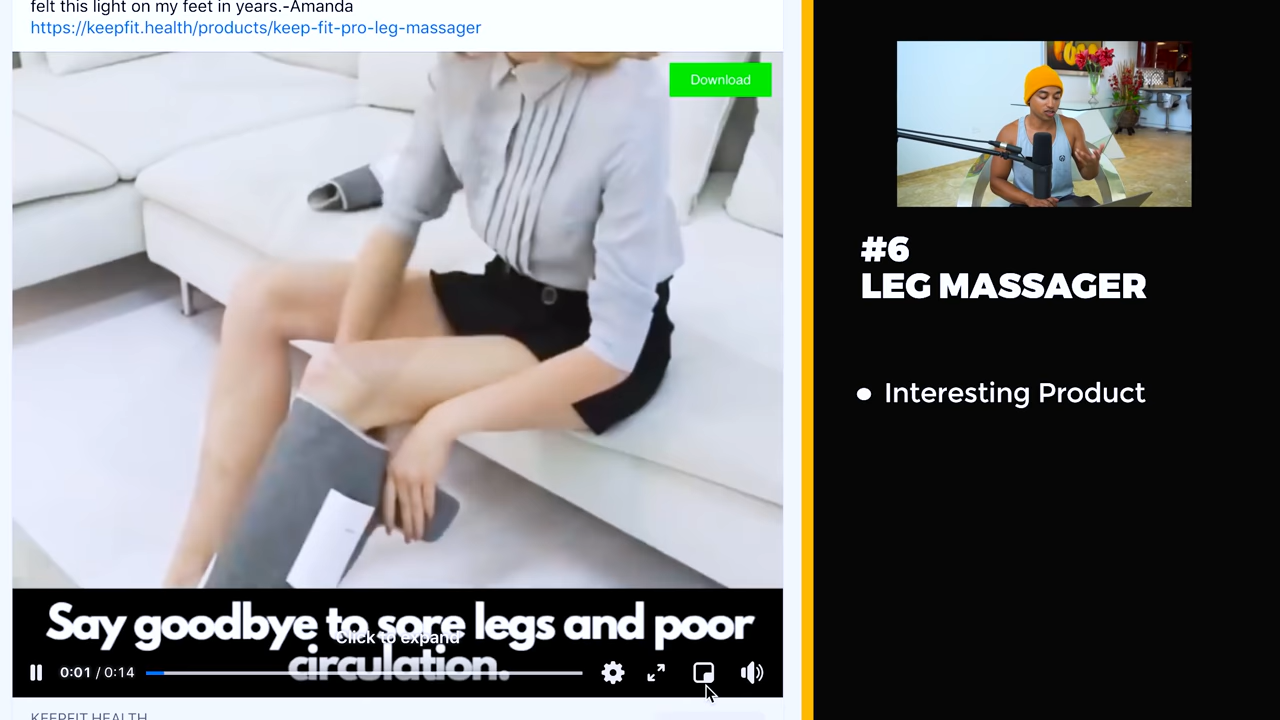 felt this light on my feet in years.-Amanda
https://keepfit.health/products/keep-fit-pro-leg-massager
Download
Say goodbye to sore legs and poor
circulation.
Click to expand
0:01 / 0:14
KEEPFIT.HEALTH
#6
LEG MASSAGER
● Interesting Product